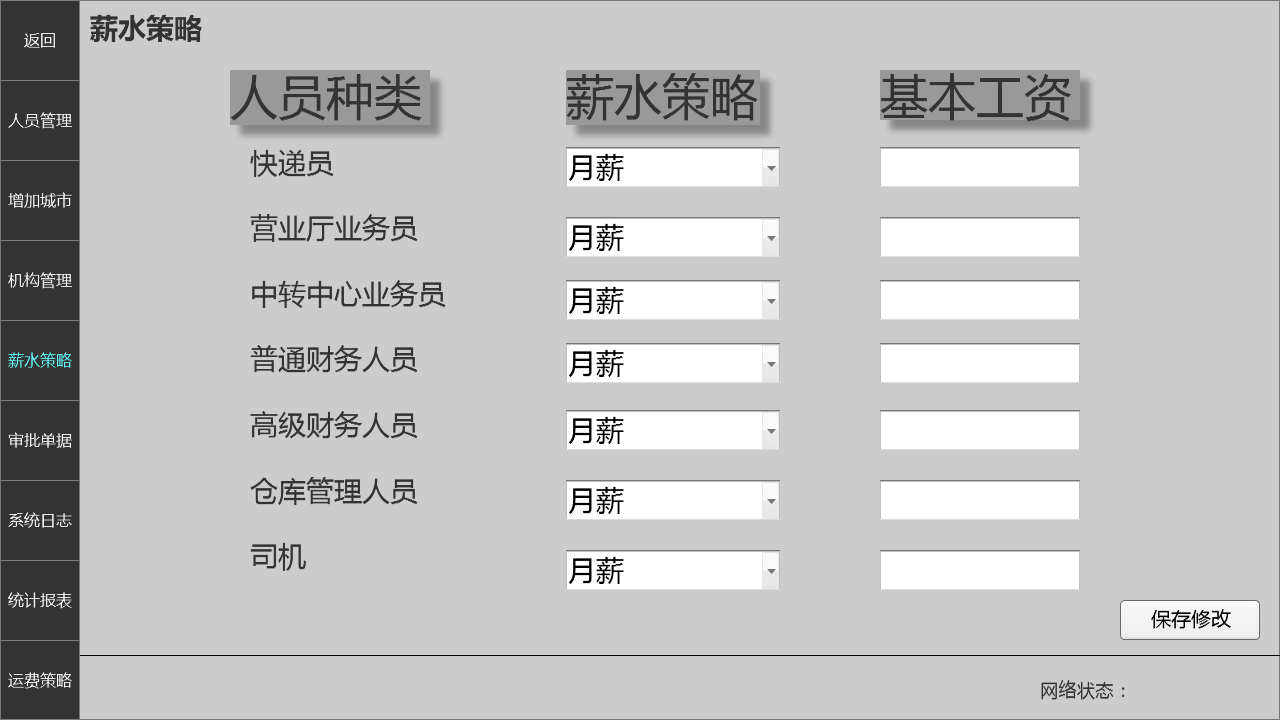 返回
人员管理
增加城市
机构管理
薪水策略
审批单据
系统日志
统计报表
运费策略
薪水策略
人员种类 薪水策略 基本工资
快递员 月薪
营业厅业务员 月薪
中转中心业务员 月薪
普通财务人员 月薪
高级财务人员 月薪
仓库管理人员 月薪
司机 月薪
保存修改
网络状态：